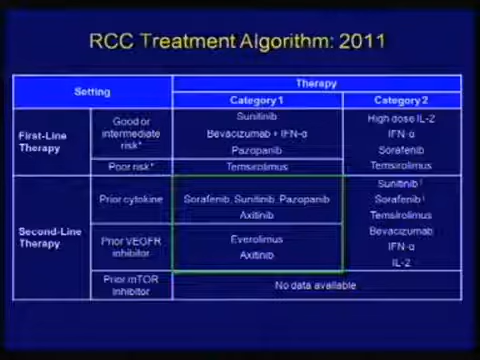 RCC Treatment Algorithm: 2011
Setting
Therapy
Category 1
Category 2
First-Line
Therapy
Good or
intermediate
risk*
Sunitinib
Bevacizumab + IFN-α
Pazopanib
High dose IL-2
IFN-α
Sorafenib
Temsirolimus
Poor risk*
Temsirolimus
Second-Line
Therapy
Prior cytokine
Sorafenib, Sunitinib, Pazopanib
Axitinib
Sunitinib
Sorafenib
Temsirolimus
Bevacizumab
IFN-α
IL-2
Prior VEGFR
inhibitor
Everolimus
Axitinib
Prior mTOR
inhibitor
No data available